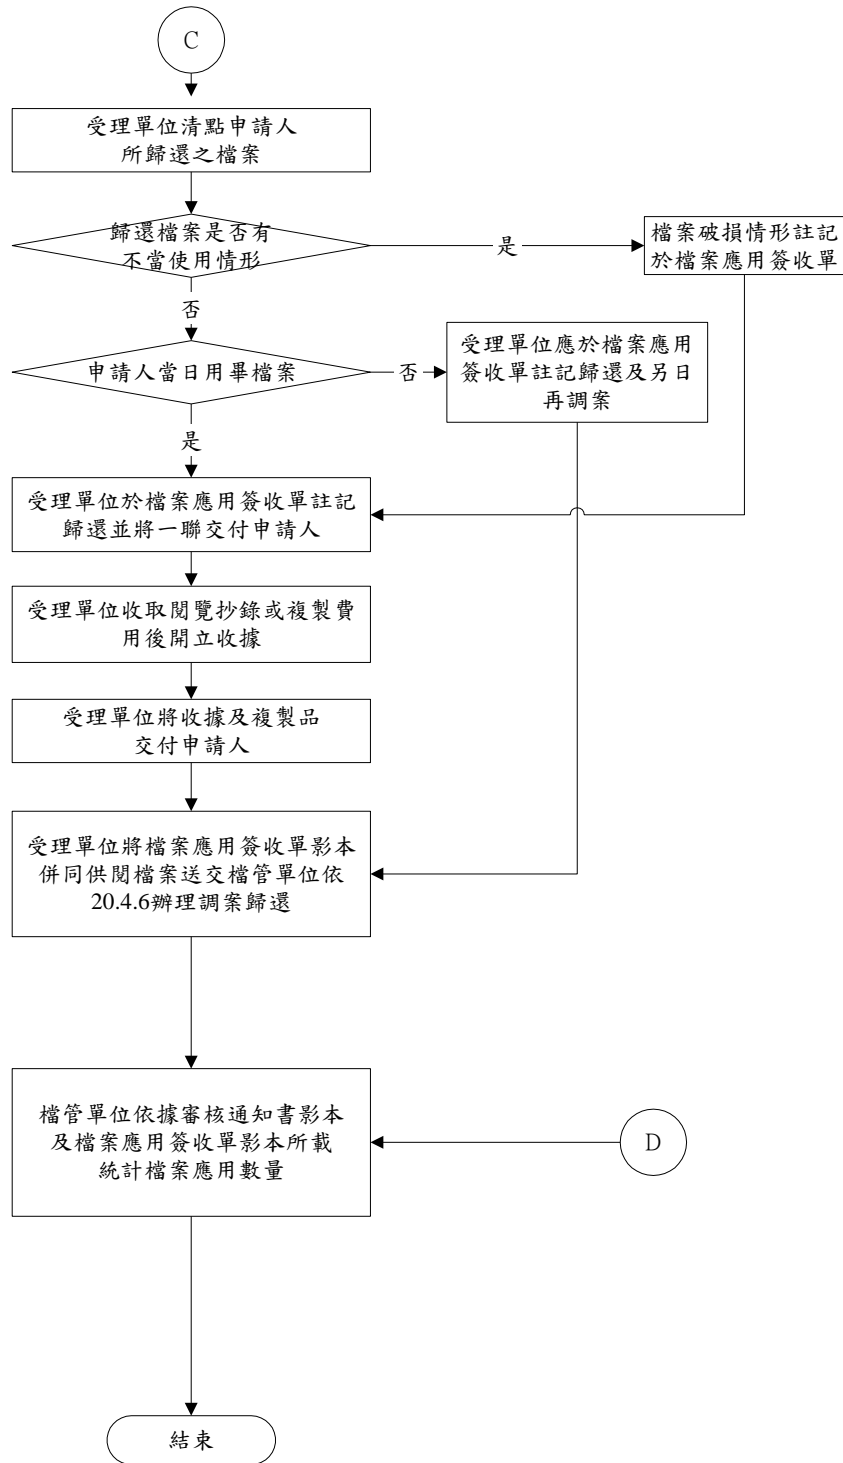 C
受理單位清點申請人
所歸還之檔案
歸還檔案是否有
不當使用情形
是
檔案破損情形註記
於檔案應用簽收單
否
申請人當日用畢檔案
否
受理單位應於檔案應用
簽收單註記歸還及另日
再調案
是
受理單位於檔案應用簽收單註記
歸還並將一聯交付申請人
受理單位收取閱覽抄錄或複製費
用後開立收據
受理單位將收據及複製品
交付申請人
受理單位將檔案應用簽收單影本
併同供閱檔案送交檔管單位依
20.4.6辦理調案歸還
檔管單位依據審核通知書影本
及檔案應用簽收單影本所載
統計檔案應用數量
D
結束